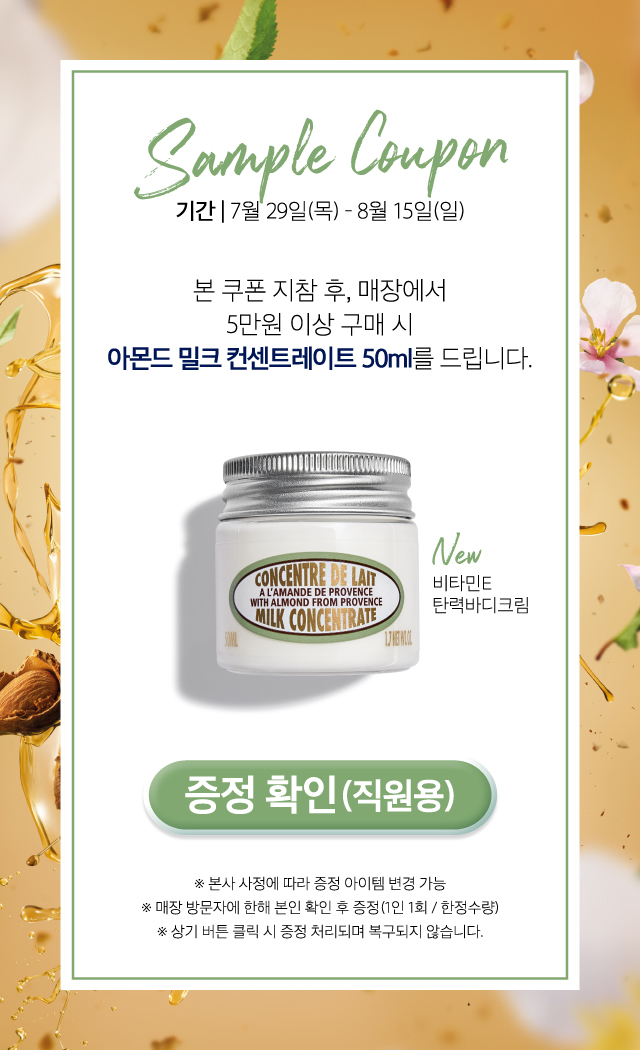 Sample Coupon
기간 | 7월 29일(목) - 8월 15일(일)
본 쿠폰 지참 후, 매장에서
5만원 이상 구매 시
아몬드 밀크 컨센트레이트 50ml를 드립니다.
CONCENTRE DE LAIT
A L'AMANDE DE PROVENCE
WITH ALMOND FROM PROVENCE
MILK CONCENTRATE
50ML
New
비타민E
탄력바디크림
증정 확인(직원용)
※ 본사 사정에 따라 증정 아이템 변경 가능
※ 매장 방문자에 한해 본인 확인 후 증정(1인 1회 / 한정수량)
※ 상기 버튼 클릭 시 증정 처리되며 복구되지 않습니다.